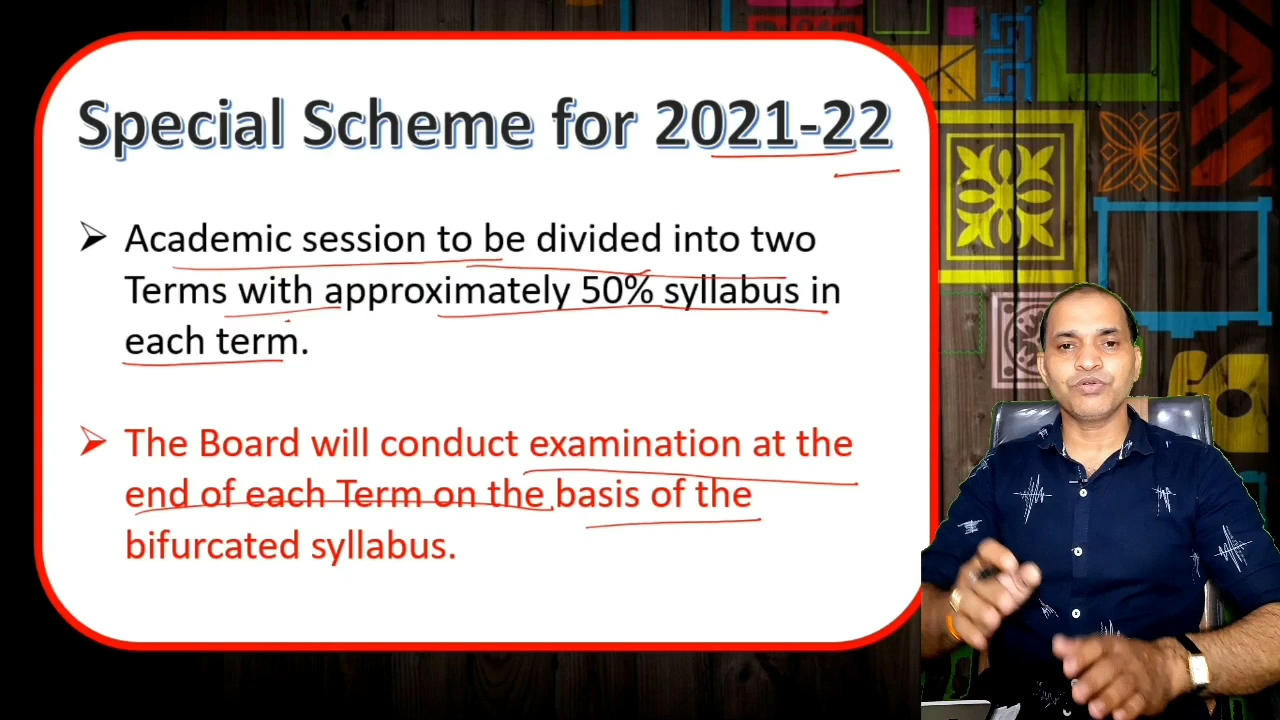 Special Scheme for 2021-22
➢ Academic session to be divided into two
Terms with approximately 50% syllabus in
each term.
➢ The Board will conduct examination at the
end of each Term on the basis of the
bifurcated syllabus.